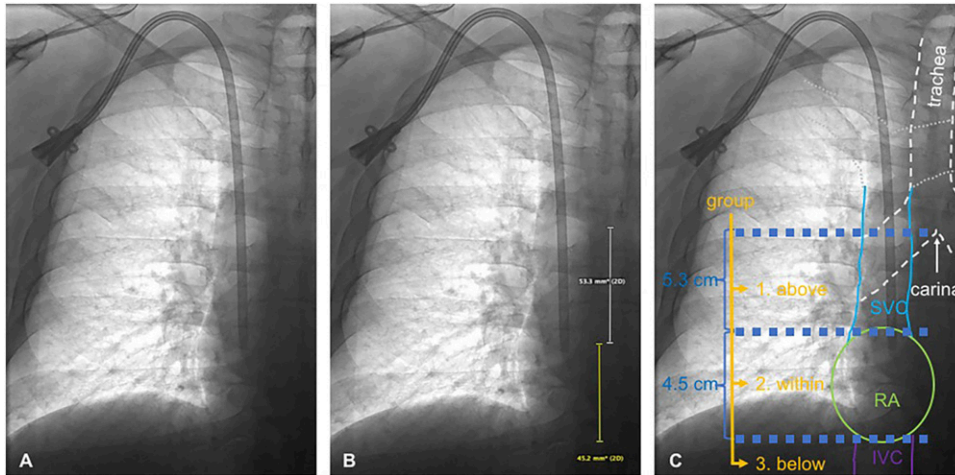 A
53.3 mm* (2D)
45.2 mm* (2D)
B
trachea
group
5.3 cm
1. above
carina
SVC
4.5 cm
2. within
RA
3. below
IVC
C